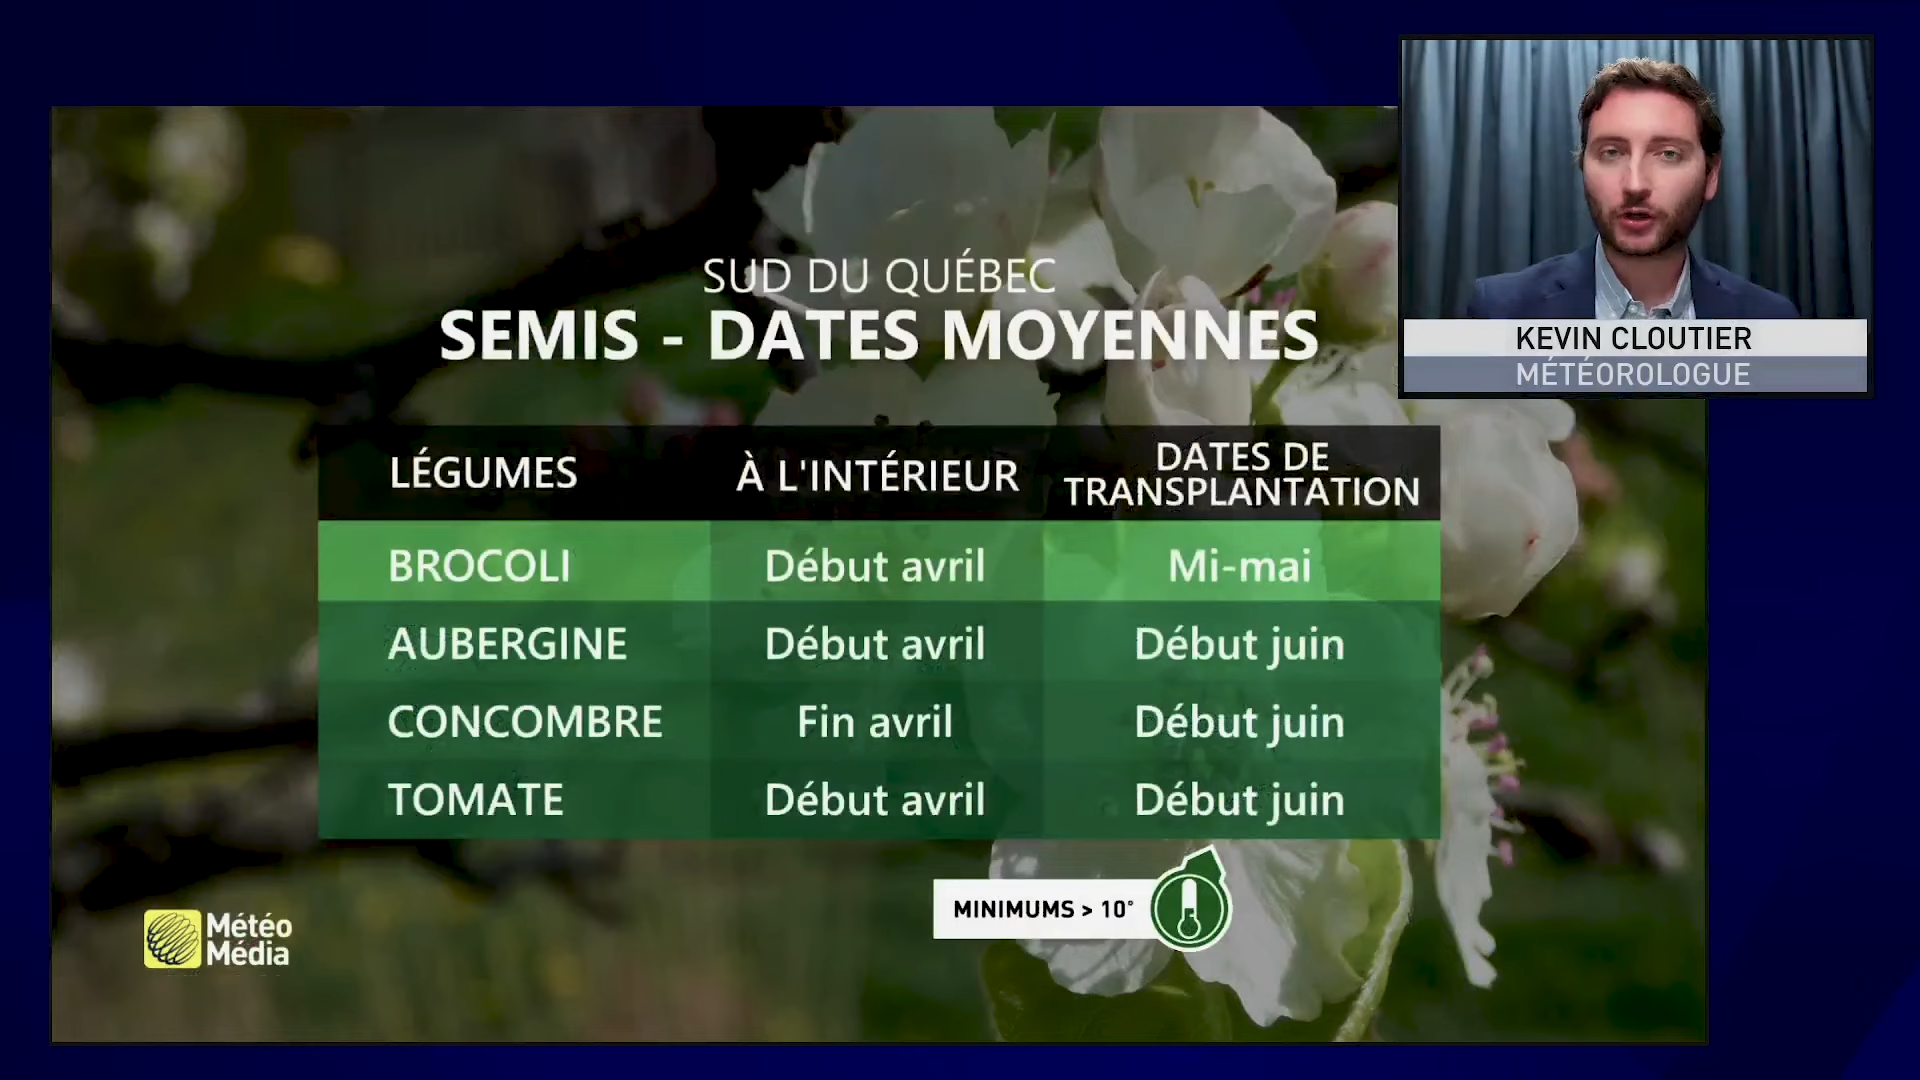 SUD DU QUÉBEC
SEMIS - DATES MOYENNES
KEVIN CLOUTIER
MÉTÉOROLOGUE
LÉGUMES À L'INTÉRIEUR DATES DE
TRANSPLANTATION
BROCOLI Début avril Mi-mai
AUBERGINE Début avril Début juin
CONCOMBRE Fin avril Début juin
TOMATE Début avril Début juin
MINIMUMS > 10°
Météo
Média